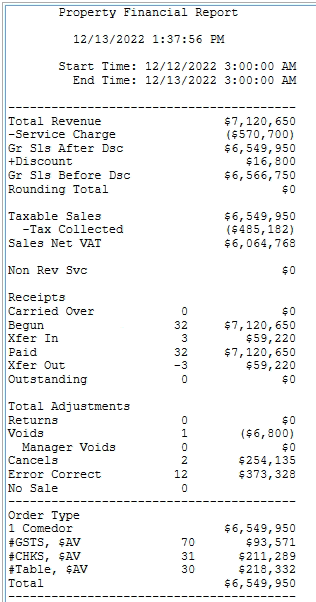 Property Financial Report
12/13/2022 1:37:56 PM
Start Time: 12/12/2022 3:00:00 AM
End Time: 12/13/2022 3:00:00 AM
----------------------------------------
Total Revenue $7,120,650
-Service Charge ($570,700)
Gr Sls After Dsc $6,549,950
+Discount $16,800
Gr Sls Before Dsc $6,566,750
Rounding Total $0
Taxable Sales $6,549,950
-Tax Collected ($485,182)
Sales Net VAT $6,064,768
Non Rev Svc $0
Receipts
Carried Over 0 $0
Begun 32 $7,120,650
Xfer In 3 $59,220
Paid 32 $7,120,650
Xfer Out -3 $59,220
Outstanding 0 $0
Total Adjustments
Returns 0 $0
Voids 1 ($6,800)
Manager Voids 0 $0
Cancels 2 $254,135
Error Correct 12 $373,328
No Sale 0
----------------------------------------
Order Type
1 Comedor $6,549,950
#GSTS, $AV 70 $93,571
#CHKS, $AV 31 $211,289
#Table, $AV 30 $218,332
Total $6,549,950
----------------------------------------